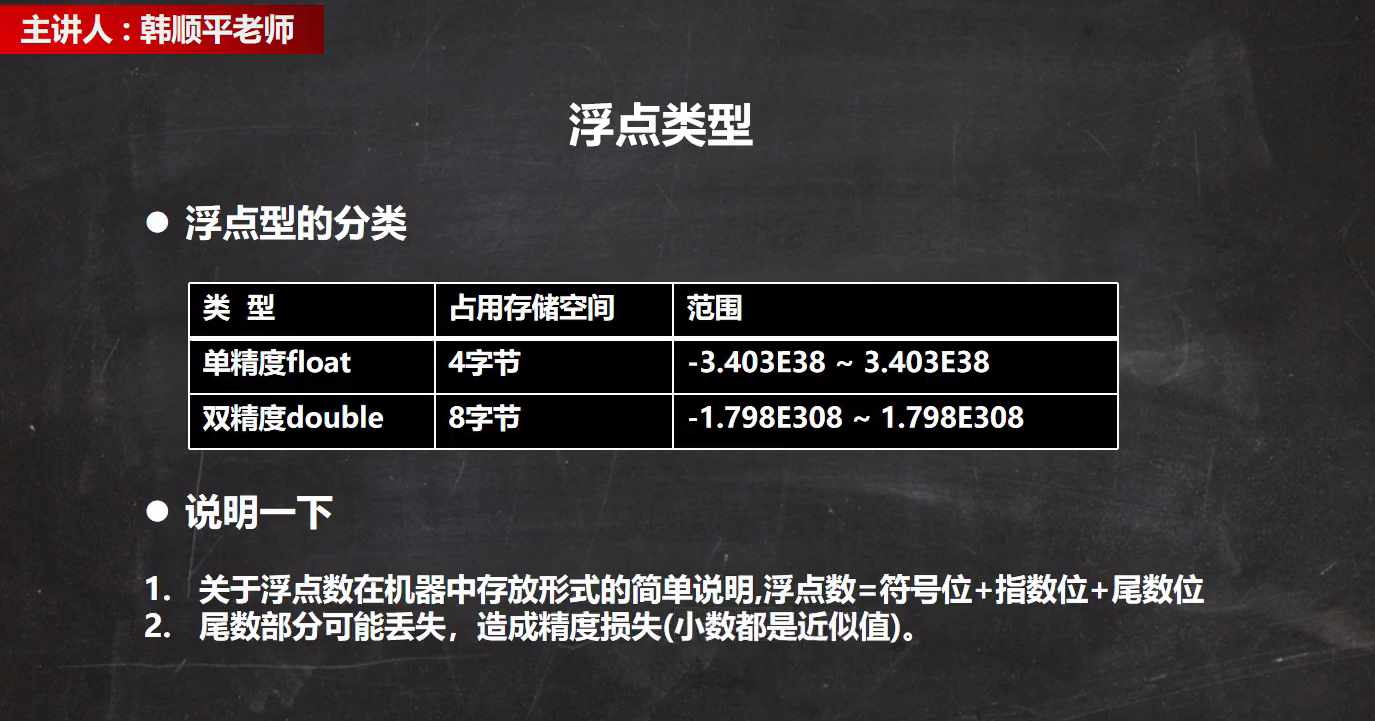 主讲人：韩顺平老师
浮点类型
● 浮点型的分类
类 型 占用存储空间 范围
单精度float 4字节 -3.403E38 ~ 3.403E38
双精度double 8字节 -1.798E308 ~ 1.798E308
● 说明一下
1. 关于浮点数在机器中存放形式的简单说明,浮点数=符号位+指数位+尾数位
2. 尾数部分可能丢失，造成精度损失(小数都是近似值)。